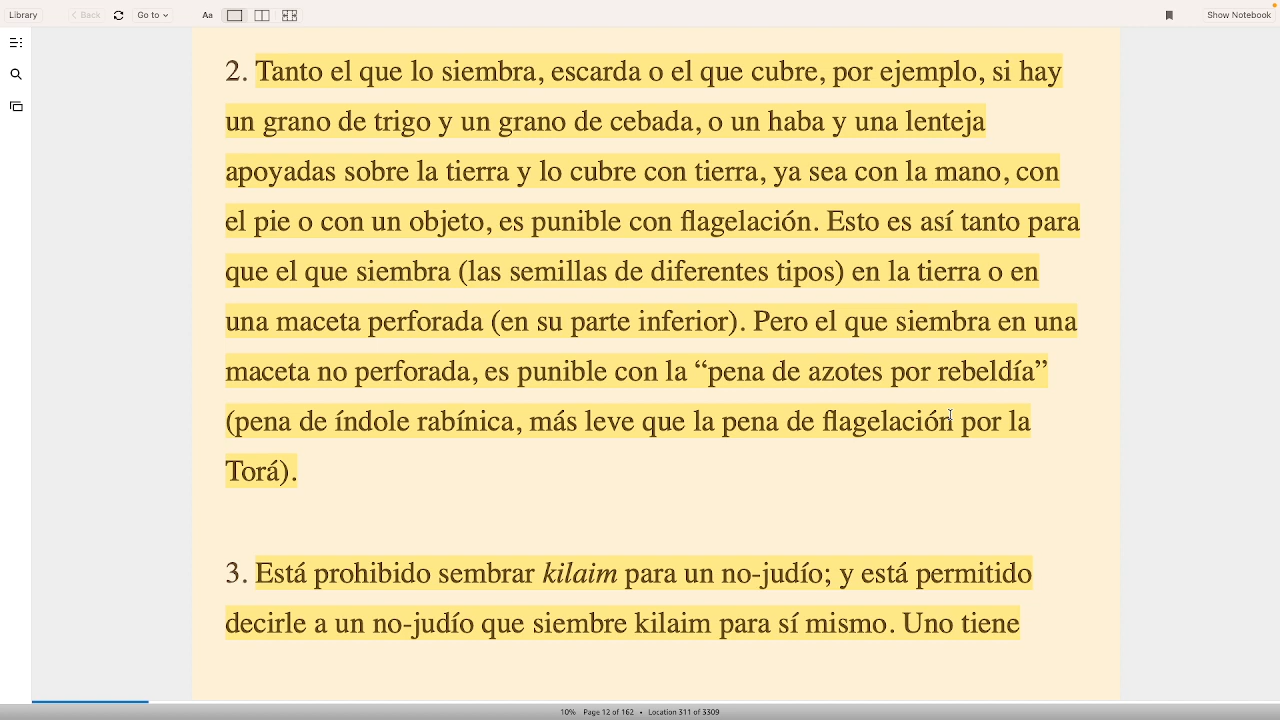 Library
Back
Go to
Aa
Show Notebook
2. Tanto el que lo siembra, escarda o el que cubre, por ejemplo, si hay
un grano de trigo y un grano de cebada, o un haba y una lenteja
apoyadas sobre la tierra y lo cubre con tierra, ya sea con la mano, con
el pie o con un objeto, es punible con flagelación. Esto es así tanto para
que el que siembra (las semillas de diferentes tipos) en la tierra o en
una maceta perforada (en su parte inferior). Pero el que siembra en una
maceta no perforada, es punible con la “pena de azotes por rebeldía”
(pena de índole rabínica, más leve que la pena de flagelación por la
Torá).
3. Está prohibido sembrar kilaim para un no-judío; y está permitido
decirle a un no-judío que siembre kilaim para sí mismo. Uno tiene
10% Page 12 of 162 • Location 311 of 3309